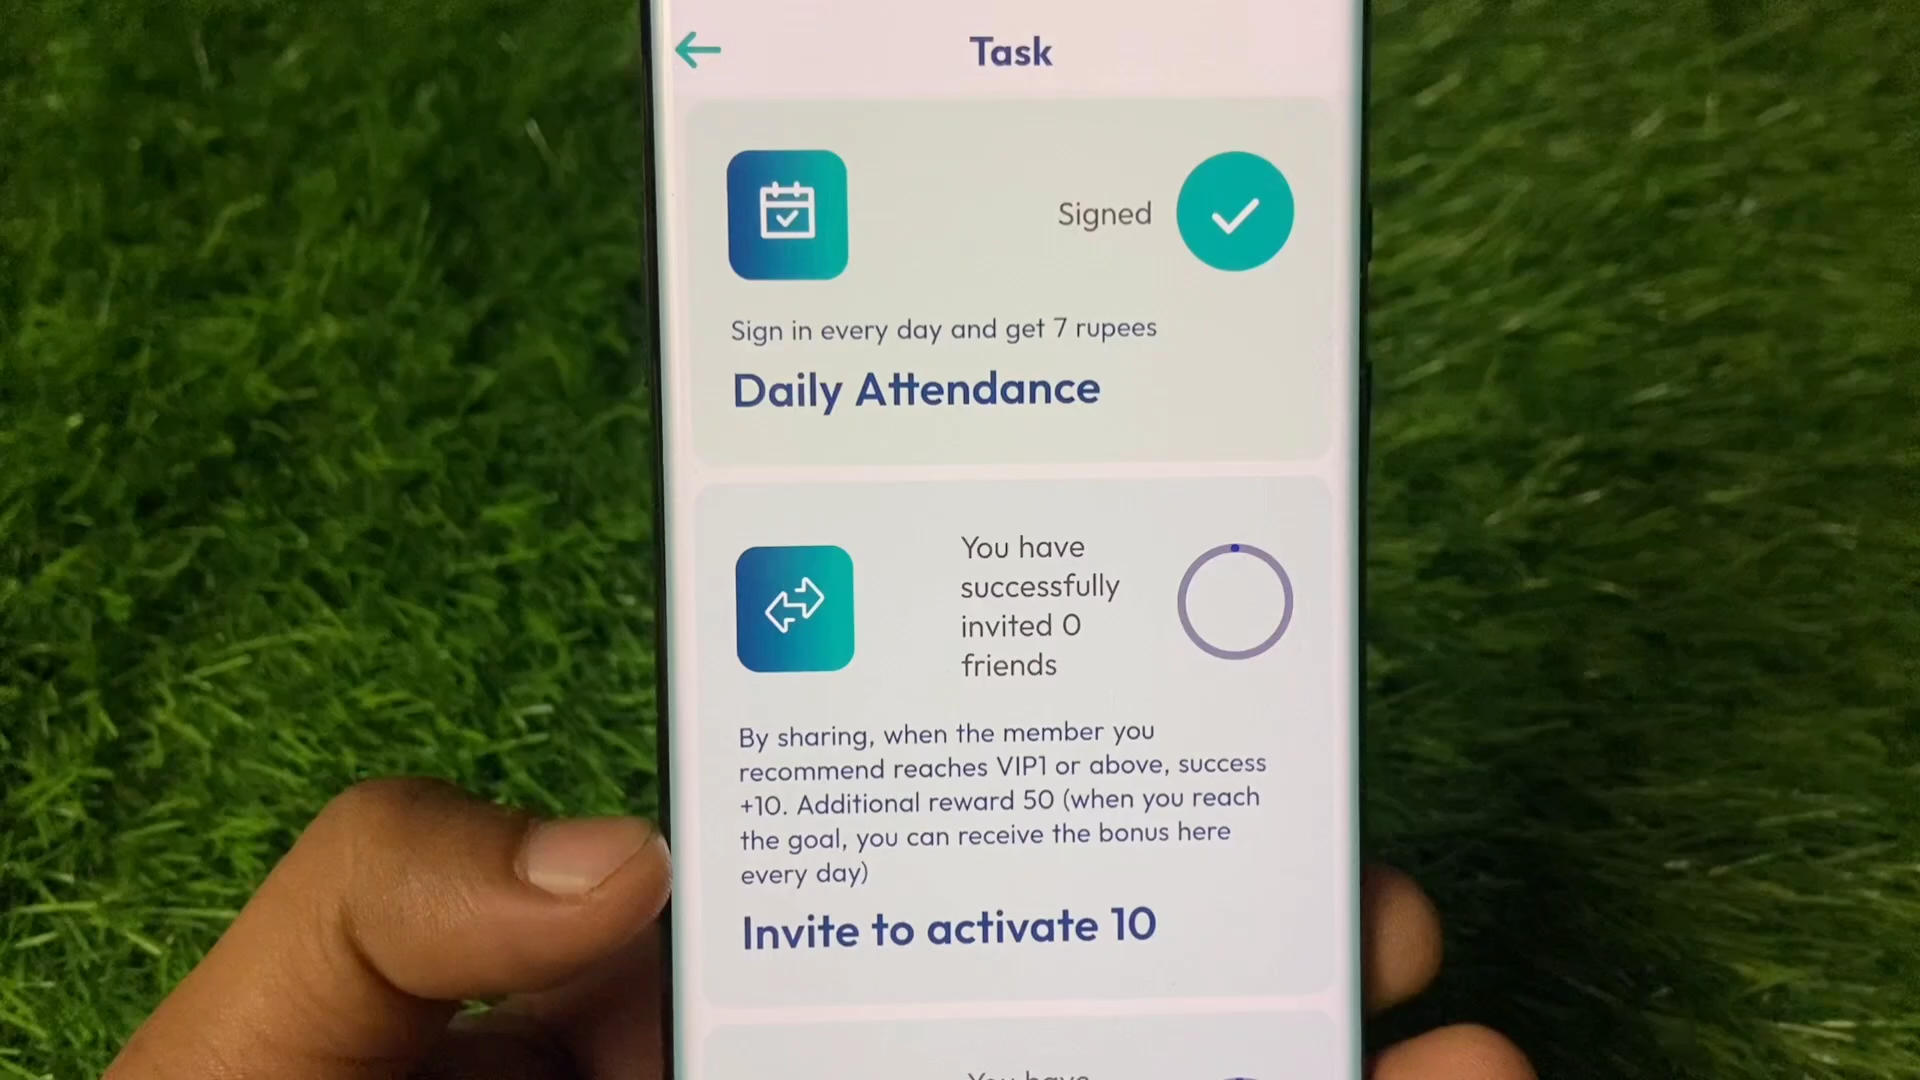 Task
Signed
Sign in every day and get 7 rupees
Daily Attendance
You have
successfully
invited 0
friends
By sharing, when the member you
recommend reaches VIP1 or above, success
+10. Additional reward 50 (when you reach
the goal, you can receive the bonus here
every day)
Invite to activate 10
You have